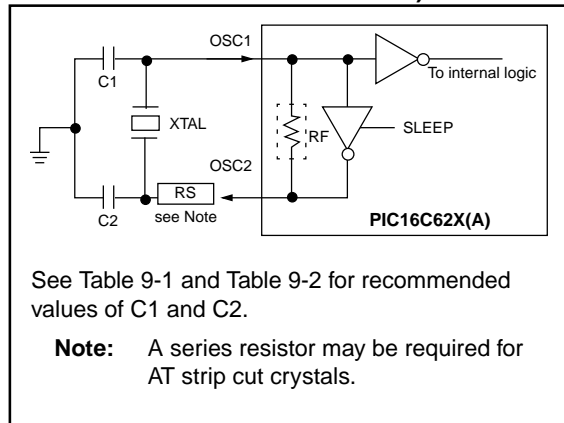 OSC1
C1
To internal logic
XTAL
RF
SLEEP
OSC2
RS
C2
see Note
PIC16C62X(A)
See Table 9-1 and Table 9-2 for recommended
values of C1 and C2.
Note: A series resistor may be required for
AT strip cut crystals.